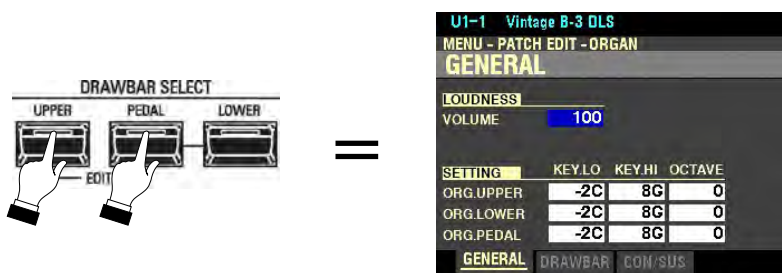 DRAWBAR SELECT
UPPER PEDAL LOWER
EDIT
=
U1-1 Vintage B-3 DLS
MENU - PATCH EDIT - ORGAN
GENERAL
LOUDNESS
VOLUME 100
SETTING KEY.LO KEY.HI OCTAVE
ORG.UPPER -2C 8G 0
ORG.LOWER -2C 8G 0
ORG.PEDAL -2C 8G 0
GENERAL DRAWBAR CON/SUS